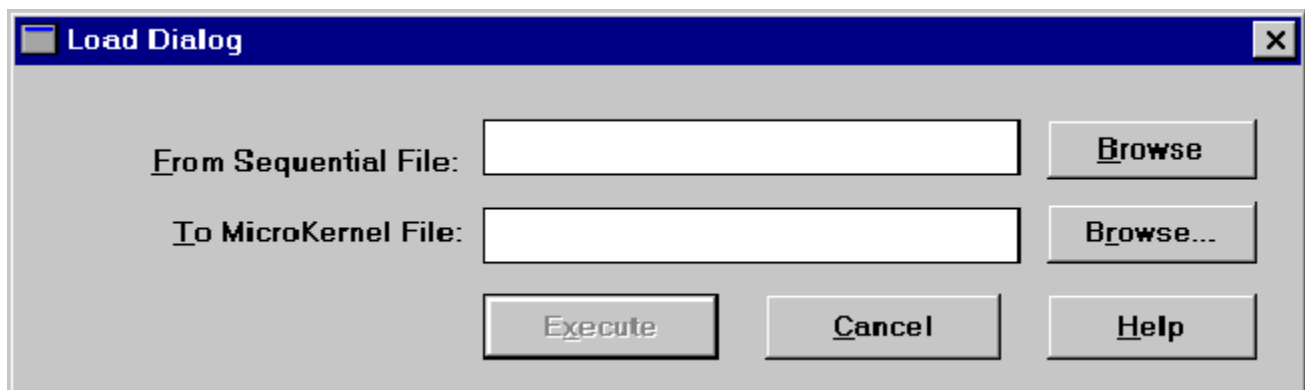 Load Dialog
From Sequential File:
Browse
To MicroKernel File:
Browse...
Execute
Cancel
Help